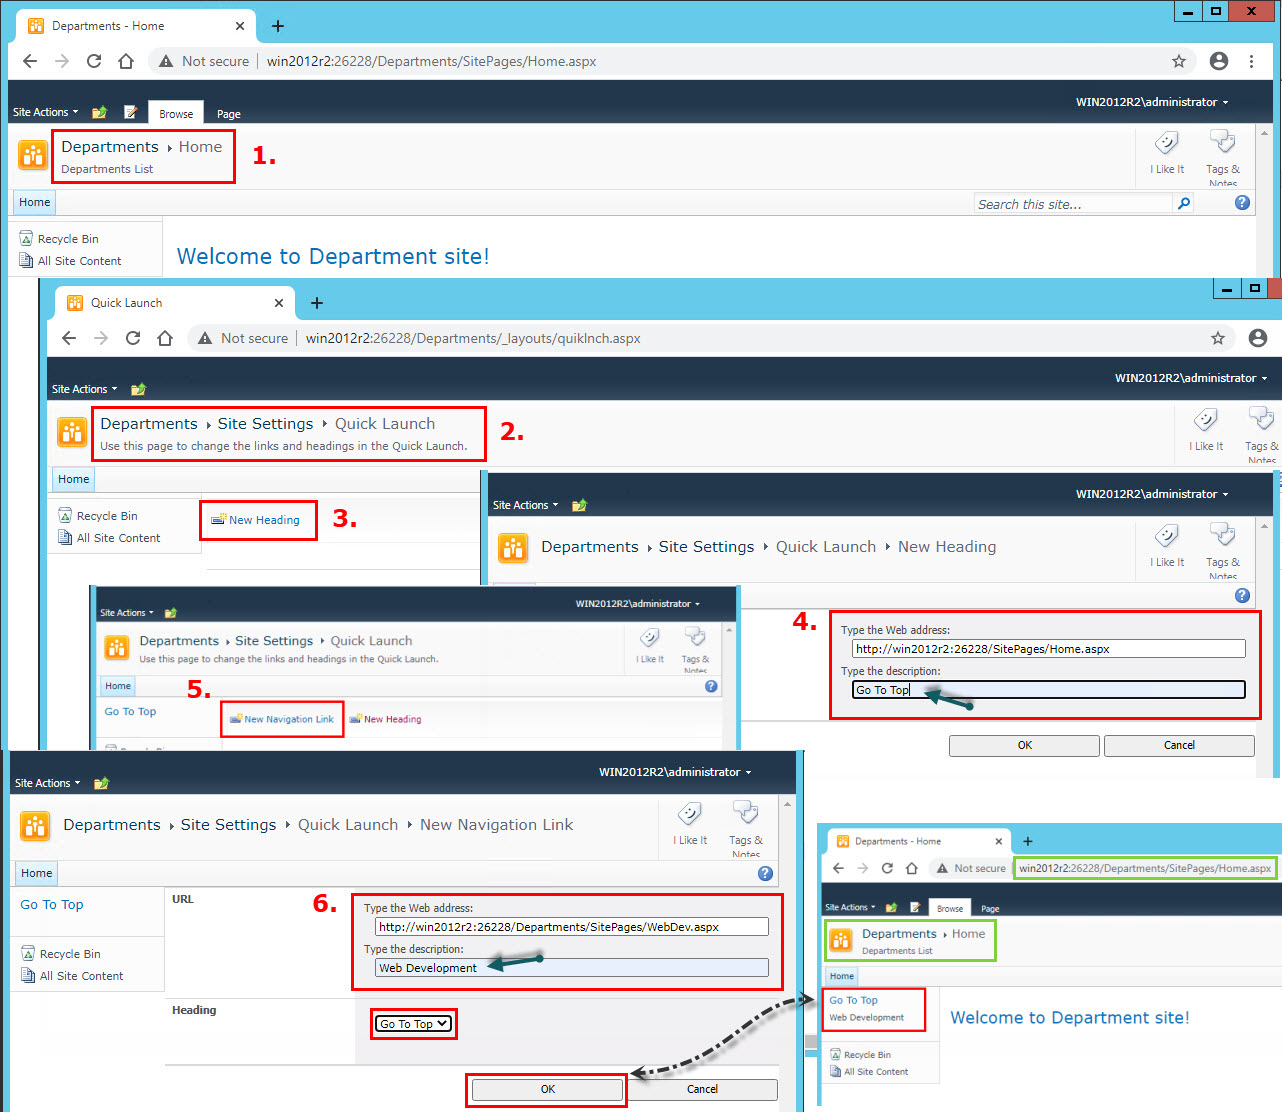 Departments - Home
Not secure win2012r2:26228/Departments/SitePages/Home.aspx
WIN2012R2\administrator
Site Actions Browse Page
Departments Home
1.
Departments List
I Like It Tags &
Notes
Home Search this site...
Recycle Bin
All Site Content
Welcome to Department site!
Quick Launch
Not secure win2012r2:26228/Departments/_layouts/quiklnch.aspx
WIN2012R2\administrator
Site Actions
Departments Site Settings Quick Launch
2.
Use this page to change the links and headings in the Quick Launch.
I Like It Tags &
Notes
Home
Recycle Bin
All Site Content
New Heading
3.
WIN2012R2\administrator
Site Actions
Departments Site Settings Quick Launch New Heading
I Like It Tags &
Notes
4.
Type the Web address:
http://win2012r2:26228/SitePages/Home.aspx
Type the description:
Go To Top
OK Cancel
WIN2012R2\administrator
Site Actions
Departments Site Settings Quick Launch
Use this page to change the links and headings in the Quick Launch.
I Like It Tags &
Notes
Home
5.
Go To Top
New Navigation Link New Heading
Recycle Bin
WIN2012R2\administrator
Site Actions
Departments Site Settings Quick Launch New Navigation Link
I Like It Tags &
Notes
Home
Go To Top
Recycle Bin
All Site Content
URL
6.
Type the Web address:
http://win2012r2:26228/Departments/SitePages/WebDev.aspx
Type the description:
Web Development
Heading
Go To Top
OK Cancel
Departments - Home
Not secure win2012r2:26228/Departments/SitePages/Home.aspx
Site Actions Browse Page
Departments Home
Departments List
Home
Go To Top
Web Development
Welcome to Department site!
Recycle Bin
All Site Content